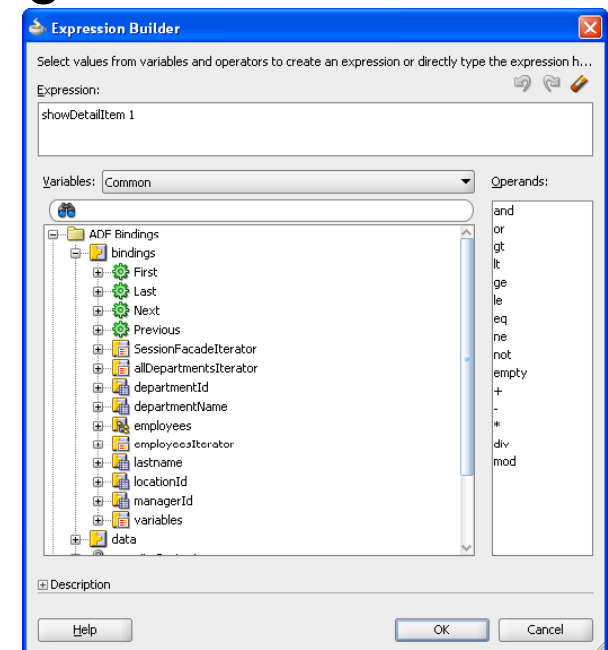 Expression Builder
Select values from variables and operators to create an expression or directly type the expression h...
Expression:
showDetailItem 1
Variables: Common
Operands:
ADF Bindings
bindings
First
Last
Next
Previous
SessionFacadeIterator
allDepartmentsIterator
departmentId
departmentName
employees
employeesIterator
lastname
locationId
managerId
variables
data
and
or
gt
lt
ge
le
eq
ne
not
empty
+
-
*
div
mod
Description
Help
OK
Cancel